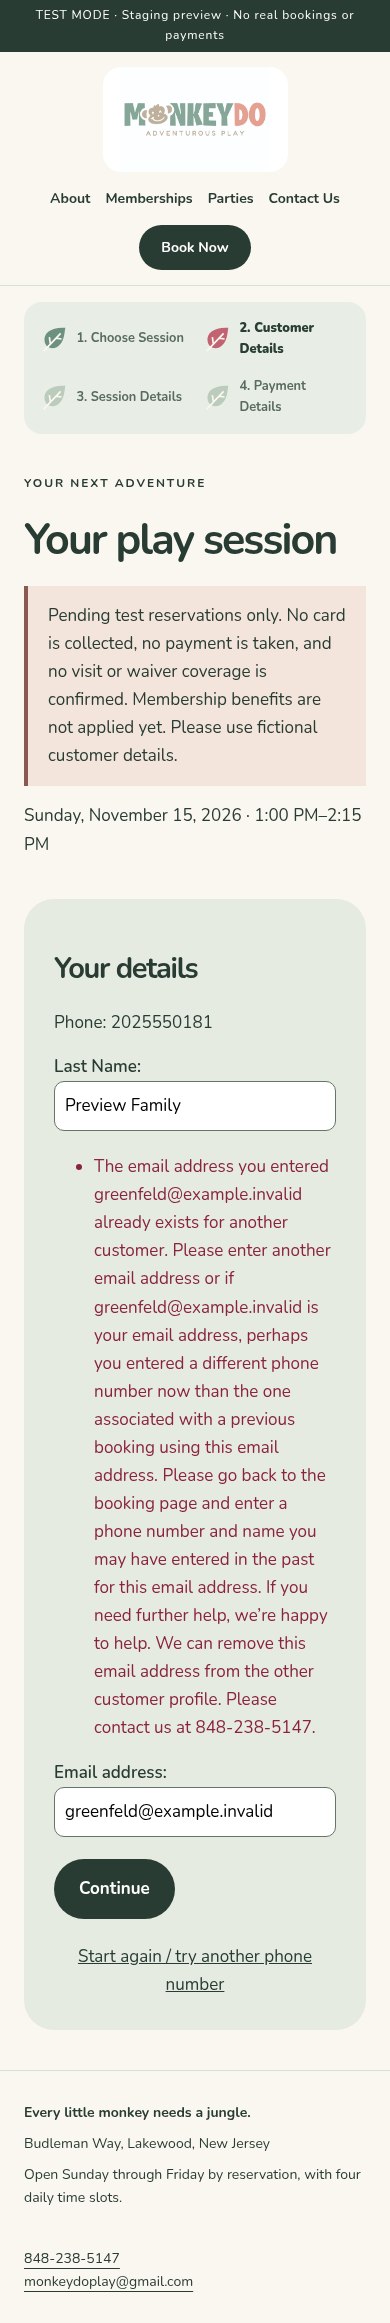 TEST MODE · Staging preview · No real bookings or
payments
MONKEYDO
ADVENTUROUS PLAY
About Memberships Parties Contact Us
Book Now
1. Choose Session
2. Customer
Details
3. Session Details
4. Payment
Details
YOUR NEXT ADVENTURE
Your play session
Pending test reservations only. No card
is collected, no payment is taken, and
no visit or waiver coverage is
confirmed. Membership benefits are
not applied yet. Please use fictional
customer details.
Sunday, November 15, 2026 · 1:00 PM–2:15
PM
Your details
Phone: 2025550181
Last Name:
Preview Family
• The email address you entered
greenfeld@example.invalid
already exists for another
customer. Please enter another
email address or if
greenfeld@example.invalid is
your email address, perhaps
you entered a different phone
number now than the one
associated with a previous
booking using this email
address. Please go back to the
booking page and enter a
phone number and name you
may have entered in the past
for this email address. If you
need further help, we’re happy
to help. We can remove this
email address from the other
customer profile. Please
contact us at 848-238-5147.
Email address:
greenfeld@example.invalid
Continue
Start again / try another phone
number
Every little monkey needs a jungle.
Budleman Way, Lakewood, New Jersey
Open Sunday through Friday by reservation, with four
daily time slots.
848-238-5147
monkeydoplay@gmail.com